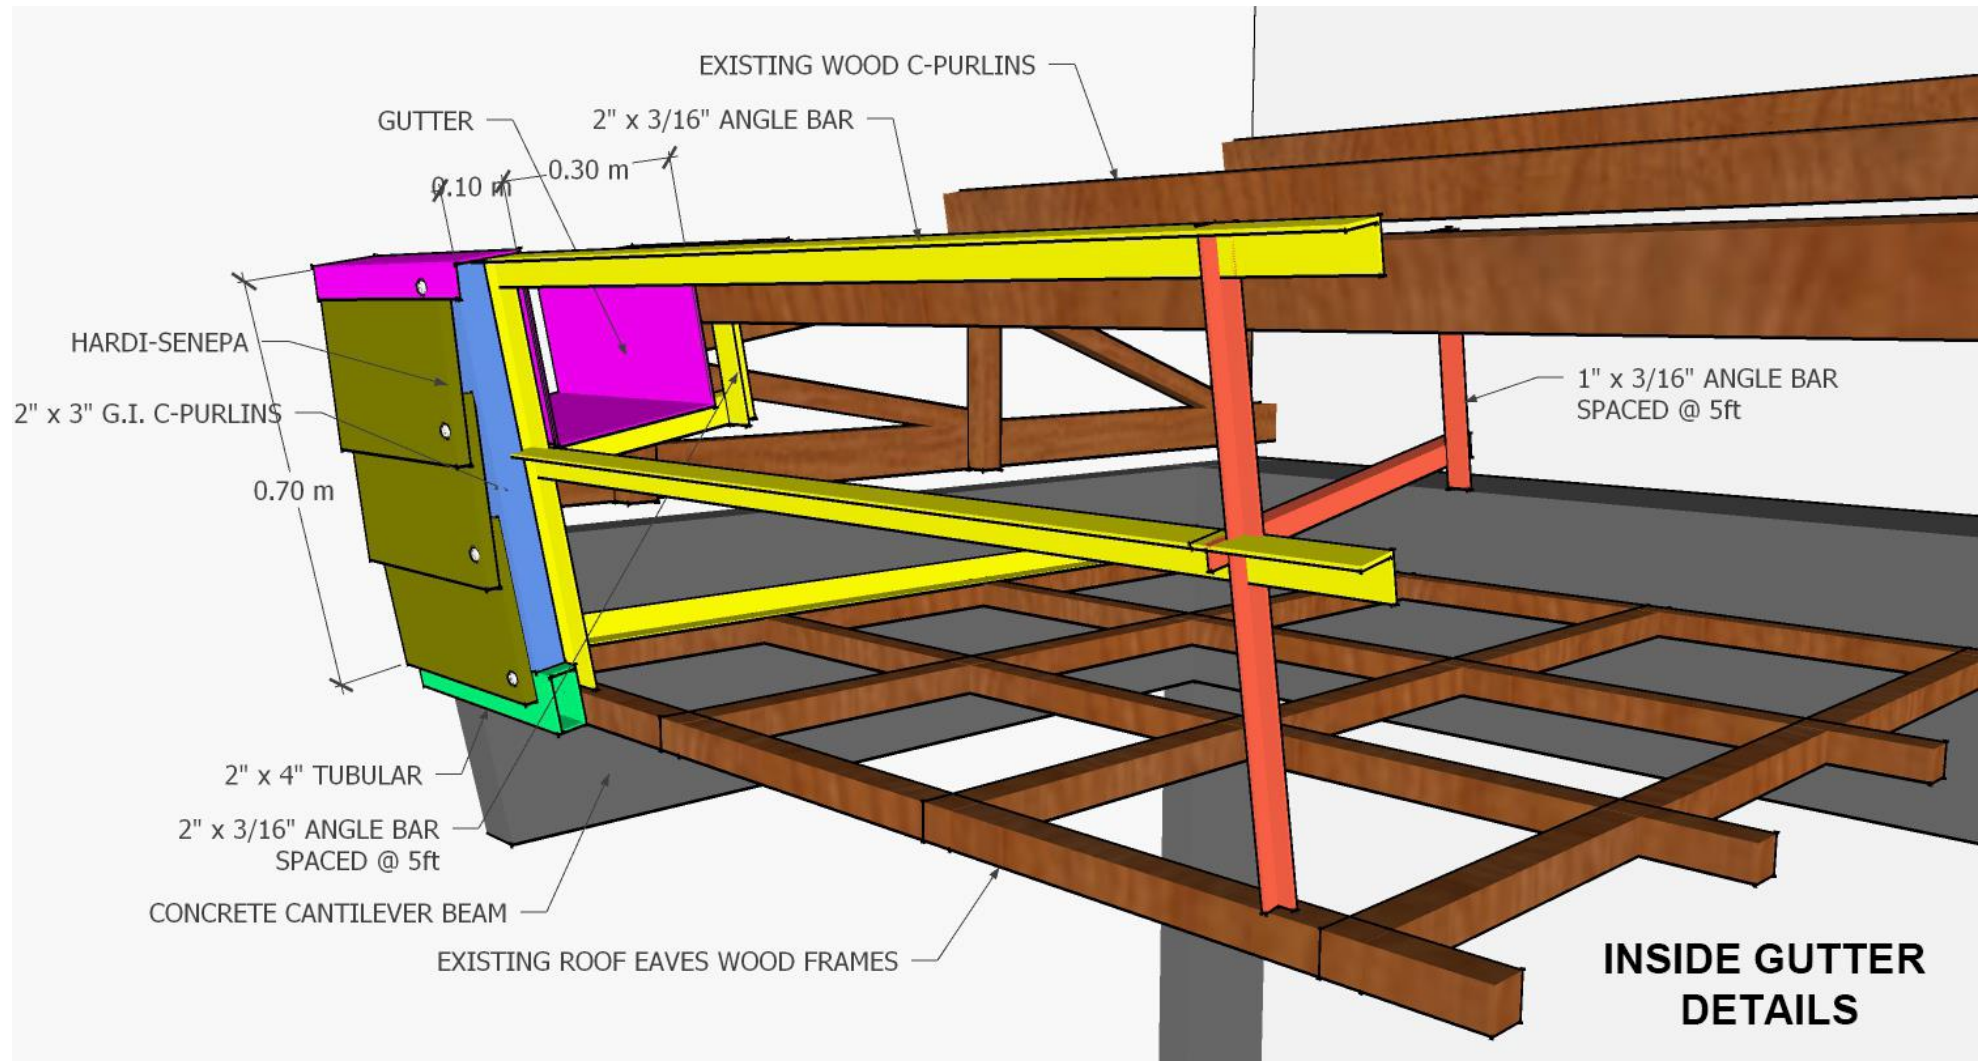 EXISTING WOOD C-PURLINS
GUTTER
2" x 3/16" ANGLE BAR
0.10 m
0.30 m
HARDI-SENEPA
2" x 3" G.I. C-PURLINS
0.70 m
1" x 3/16" ANGLE BAR
SPACED @ 5ft
2" x 4" TUBULAR
2" x 3/16" ANGLE BAR
SPACED @ 5ft
CONCRETE CANTILEVER BEAM
EXISTING ROOF EAVES WOOD FRAMES
INSIDE GUTTER
DETAILS